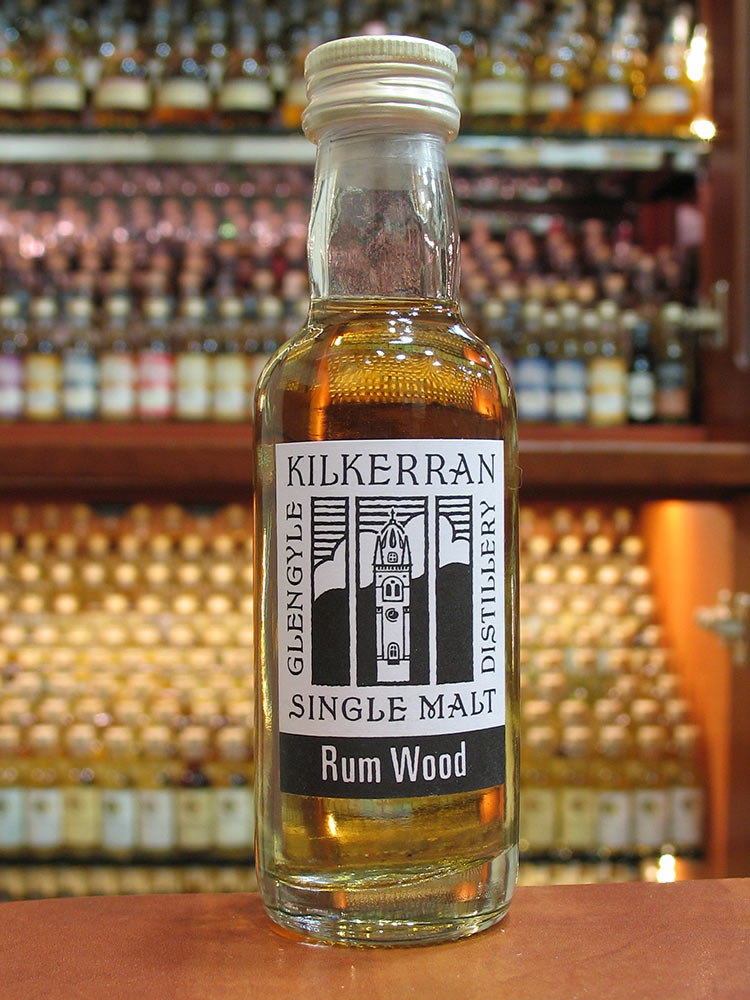 KILKERRAN
GLENGYLE
DISTILLERY
SINGLE MALT
Rum Wood